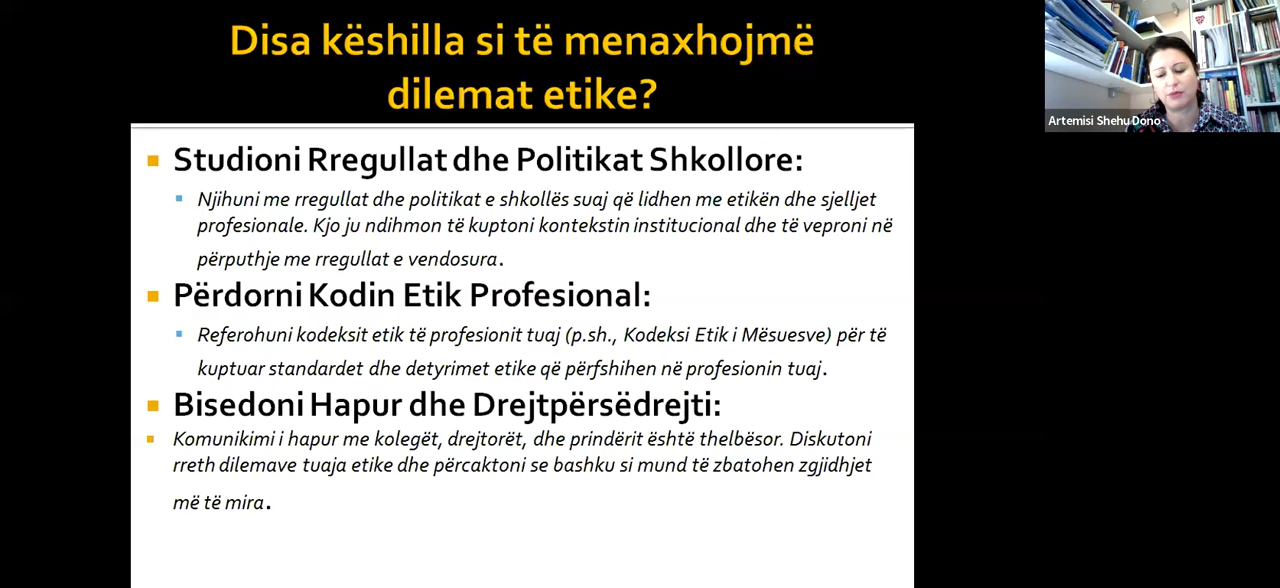 Disa këshilla si të menaxhojmë
dilemat etike?
Artemisi Shehu Dono
Studioni Rregullat dhe Politikat Shkollore:
Njihuni me rregullat dhe politikat e shkollës suaj që lidhen me etikën dhe sjelljet
profesionale. Kjo ju ndihmon të kuptoni kontekstin institucional dhe të veproni në
përputhje me rregullat e vendosura.
Përdorni Kodin Etik Profesional:
Referohuni kodeksit etik të profesionit tuaj (p.sh., Kodeksi Etik i Mësuesve) për të
kuptuar standardet dhe detyrimet etike që përfshihen në profesionin tuaj.
Bisedoni Hapur dhe Drejtpërsëdrejti:
Komunikimi i hapur me kolegët, drejtorët, dhe prindërit është thelbësor. Diskutoni
rreth dilemave tuaja etike dhe përcaktoni se bashku si mund të zbatohen zgjidhjet
më të mira.